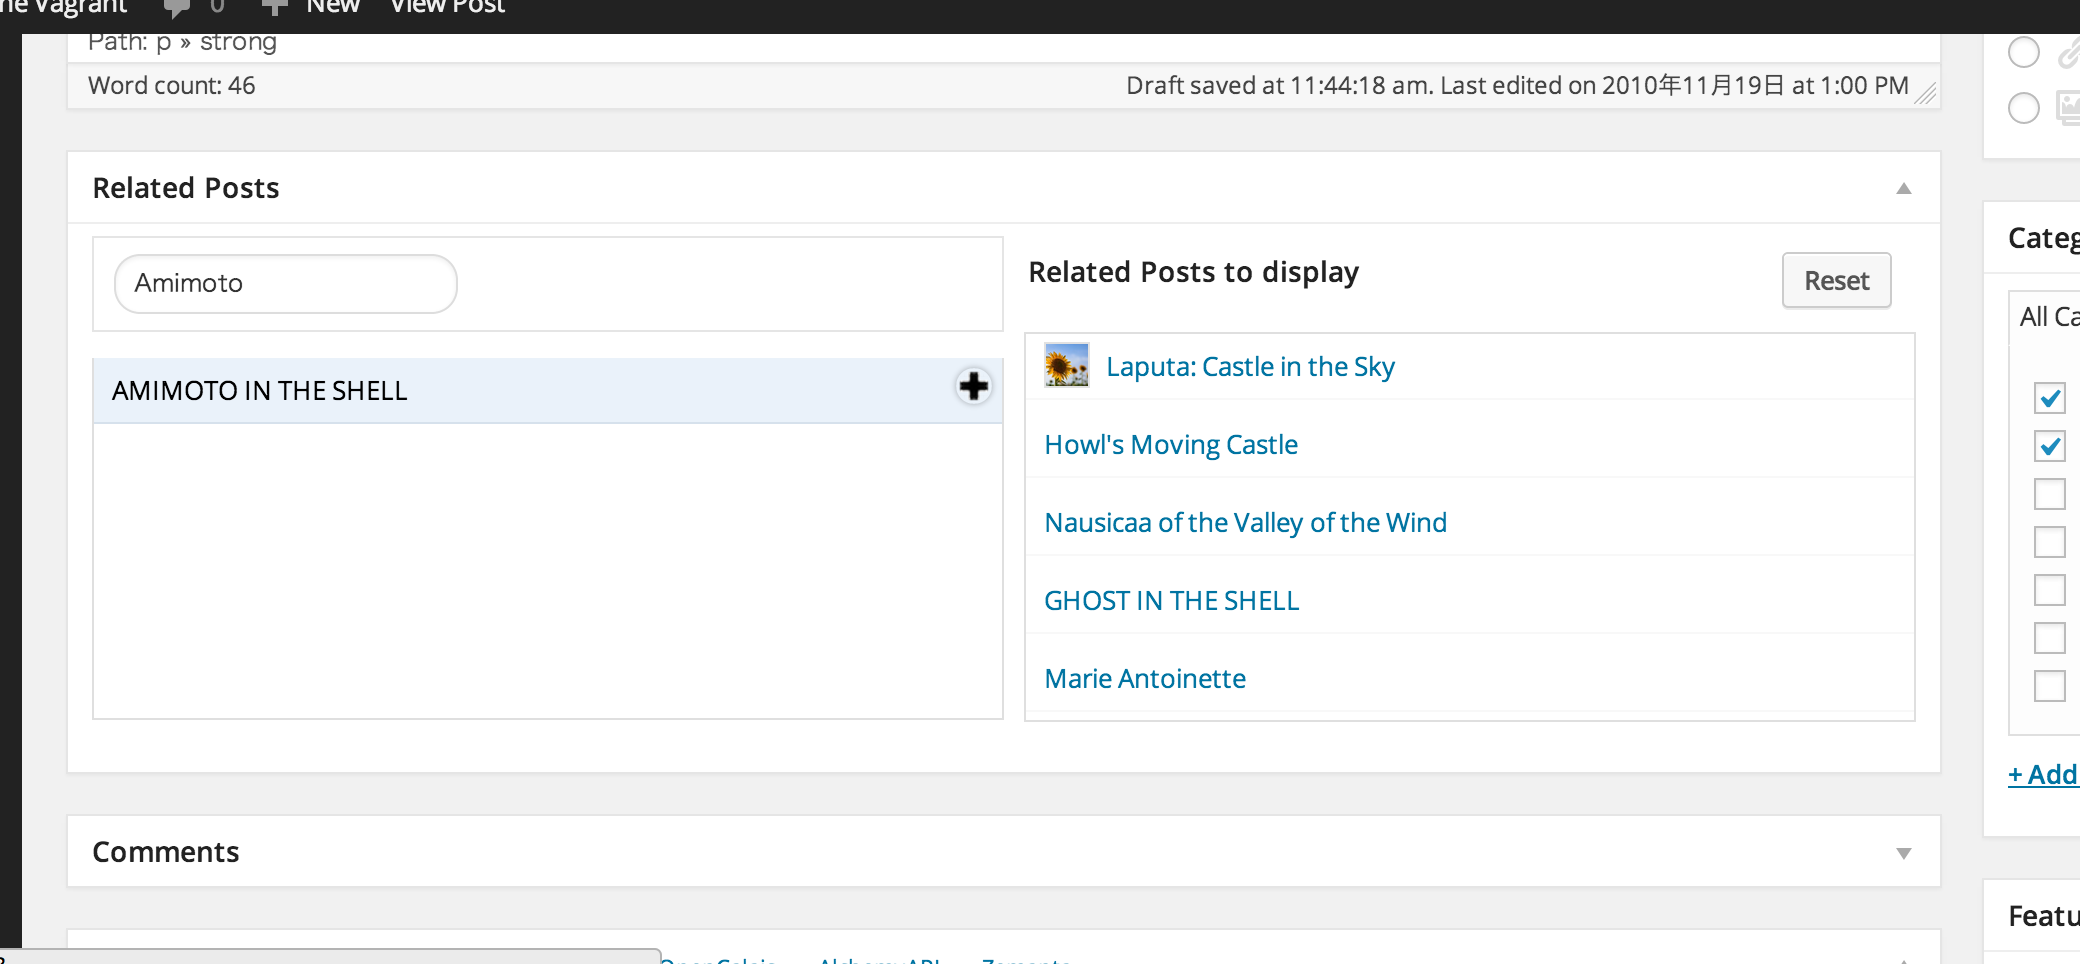 Vagrant 0 New View Post
Path: p » strong
Word count: 46
Draft saved at 11:44:18 am. Last edited on 2010年11月19日 at 1:00 PM
Related Posts
Amimoto
AMIMOTO IN THE SHELL
Related Posts to display
Reset
Laputa: Castle in the Sky
Howl's Moving Castle
Nausicaa of the Valley of the Wind
GHOST IN THE SHELL
Marie Antoinette
Comments
Categ
All Ca
+ Add
Featu